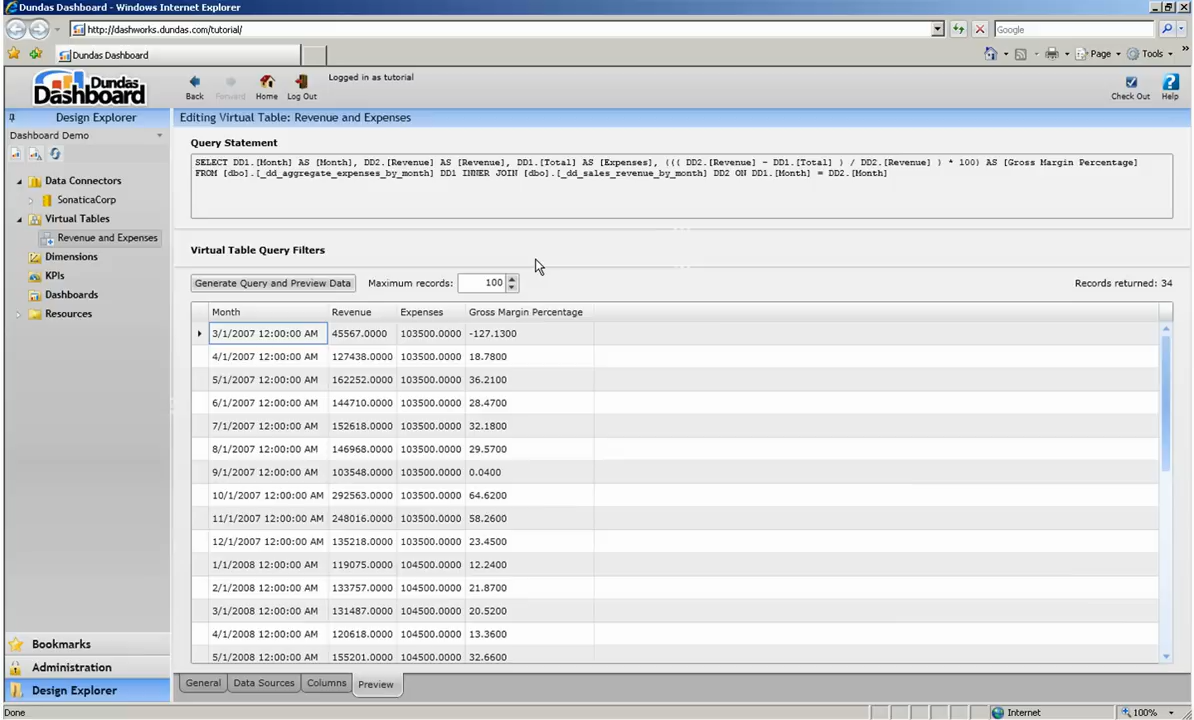 Dundas Dashboard - Windows Internet Explorer
http://dashworks.dundas.com/tutorial/
Google
Dundas Dashboard
Page
Tools
Dundas
Dashboard
Back
Forward
Home
Log Out
Logged in as tutorial
Check Out
Help
Design Explorer
Editing Virtual Table: Revenue and Expenses
Dashboard Demo
Data Connectors
SonaticaCorp
Virtual Tables
Revenue and Expenses
Dimensions
KPIs
Dashboards
Resources
Bookmarks
Administration
Design Explorer
Query Statement
SELECT DD1.[Month] AS [Month], DD2.[Revenue] AS [Revenue], DD1.[Total] AS [Expenses], ((( DD2.[Revenue] - DD1.[Total] ) / DD2.[Revenue] ) * 100) AS [Gross Margin Percentage]
FROM [dbo].[_dd_aggregate_expenses_by_month] DD1 INNER JOIN [dbo].[_dd_sales_revenue_by_month] DD2 ON DD1.[Month] = DD2.[Month]
Virtual Table Query Filters
Generate Query and Preview Data Maximum records: 100 Records returned: 34
Month Revenue Expenses Gross Margin Percentage
3/1/2007 12:00:00 AM 45567.0000 103500.0000 -127.1300
4/1/2007 12:00:00 AM 127438.0000 103500.0000 18.7800
5/1/2007 12:00:00 AM 162252.0000 103500.0000 36.2100
6/1/2007 12:00:00 AM 144710.0000 103500.0000 28.4700
7/1/2007 12:00:00 AM 152618.0000 103500.0000 32.1800
8/1/2007 12:00:00 AM 146968.0000 103500.0000 29.5700
9/1/2007 12:00:00 AM 103548.0000 103500.0000 0.0400
10/1/2007 12:00:00 AM 292563.0000 103500.0000 64.6200
11/1/2007 12:00:00 AM 248016.0000 103500.0000 58.2600
12/1/2007 12:00:00 AM 135218.0000 103500.0000 23.4500
1/1/2008 12:00:00 AM 119075.0000 104500.0000 12.2400
2/1/2008 12:00:00 AM 133757.0000 104500.0000 21.8700
3/1/2008 12:00:00 AM 131487.0000 104500.0000 20.5200
4/1/2008 12:00:00 AM 120618.0000 104500.0000 13.3600
5/1/2008 12:00:00 AM 155201.0000 104500.0000 32.6600
General Data Sources Columns Preview
Done
Internet
100%